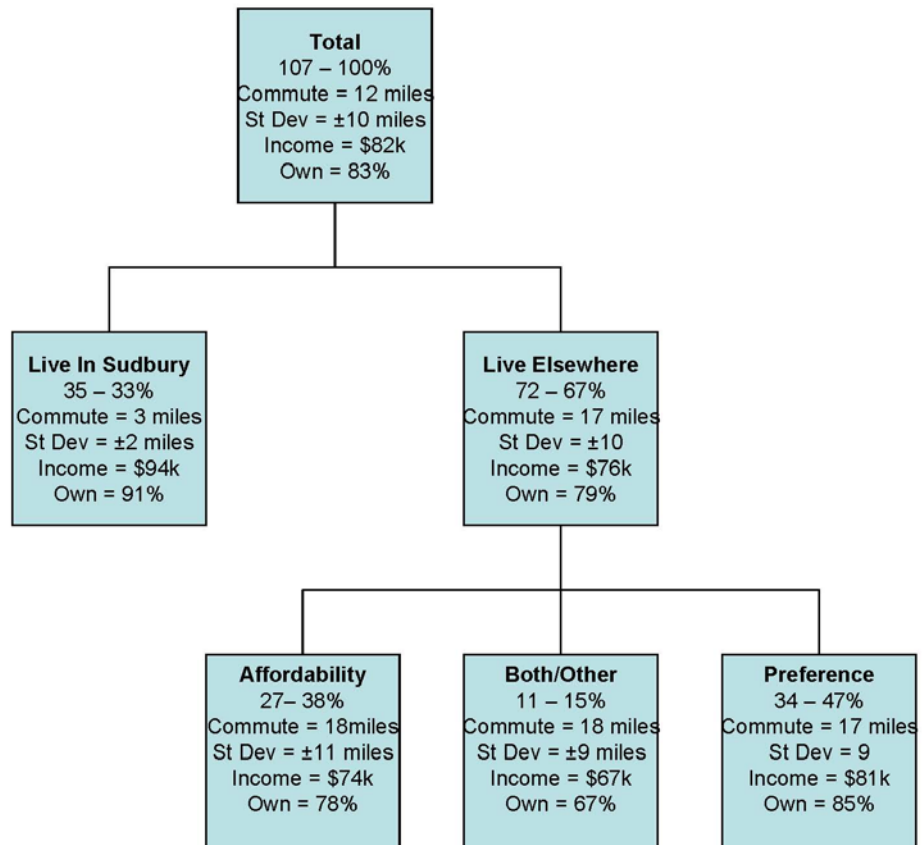 Total
107 – 100%
Commute = 12 miles
St Dev = ±10 miles
Income = $82k
Own = 83%
Live In Sudbury
35 – 33%
Commute = 3 miles
St Dev = ±2 miles
Income = $94k
Own = 91%
Live Elsewhere
72 – 67%
Commute = 17 miles
St Dev = ±10
Income = $76k
Own = 79%
Affordability
27– 38%
Commute = 18miles
St Dev = ±11 miles
Income = $74k
Own = 78%
Both/Other
11 – 15%
Commute = 18 miles
St Dev = ±9 miles
Income = $67k
Own = 67%
Preference
34 – 47%
Commute = 17 miles
St Dev = 9
Income = $81k
Own = 85%